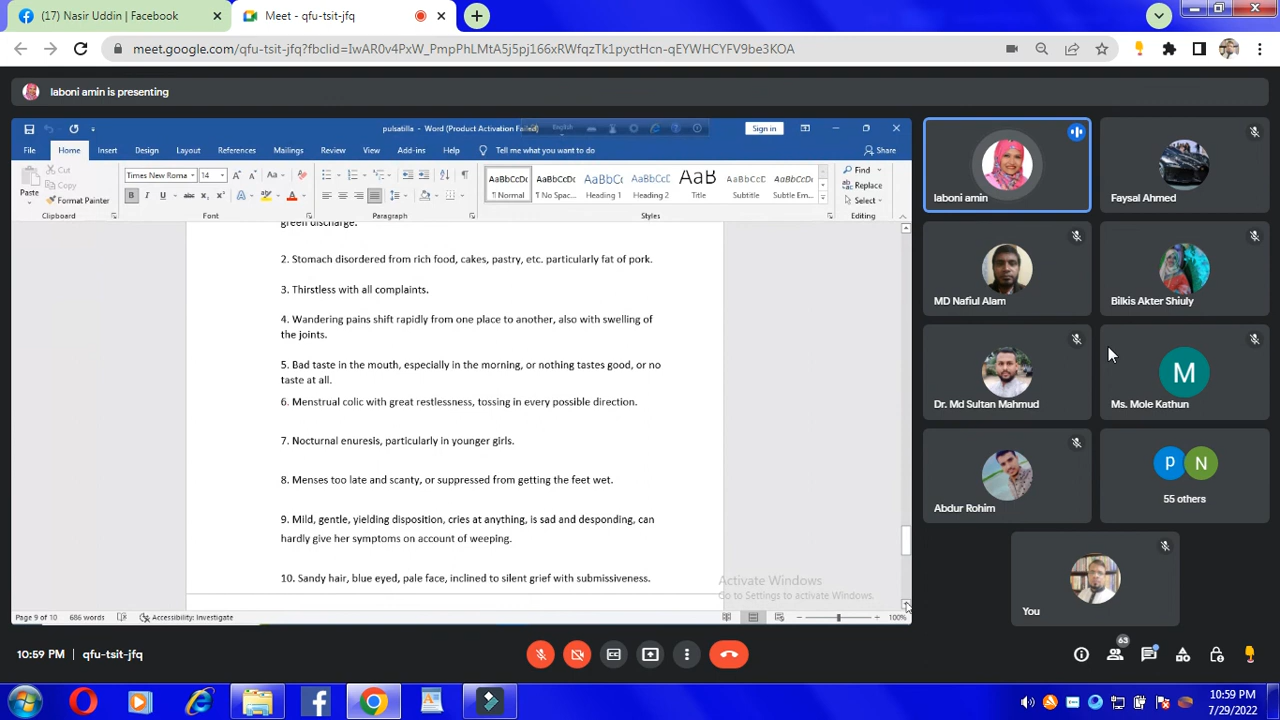 (17) Nasir Uddin | Facebook
Meet - qfu-tsit-jfq
meet.google.com/qfu-tsit-jfq?fbclid=IwAR0v4PxW_PnpPhLMtA5j5pj166xRWfqzTk1pyctHcn-qEYWHCYFV9be3KOA
laboni amin is presenting
pulsatilla - Word (Product Activation Failed)
English
Sign in
File Home Insert Design Layout References Mailings Review View Add-ins Help Tell me what you want to do Share
Cut
Copy
Format Painter
Paste
Clipboard
Times New Roma 14
Font
Paragraph
AaBbCcDc AaBbCcDc AaBbCc AaBbCcD AaB AaBbCcD AaBbCcDc
¶ Normal ¶ No Spac... Heading 1 Heading 2 Title Subtitle Subtle Em...
Styles
Find
Replace
Select
Editing
green discharge.
2. Stomach disordered from rich food, cakes, pastry, etc. particularly fat of pork.
3. Thirstless with all complaints.
4. Wandering pains shift rapidly from one place to another, also with swelling of
the joints.
5. Bad taste in the mouth, especially in the morning, or nothing tastes good, or no
taste at all.
6. Menstrual colic with great restlessness, tossing in every possible direction.
7. Nocturnal enuresis, particularly in younger girls.
8. Menses too late and scanty, or suppressed from getting the feet wet.
9. Mild, gentle, yielding disposition, cries at anything, is sad and desponding, can
hardly give her symptoms on account of weeping.
10. Sandy hair, blue eyed, pale face, inclined to silent grief with submissiveness.
Activate Windows
Go to Settings to activate Windows.
Page 9 of 10 686 words Accessibility: Investigate
100%
laboni amin
Faysal Ahmed
MD Nafiul Alam
Bilkis Akter Shiuly
Dr. Md Sultan Mahmud
M
Ms. Mole Kathun
Abdur Rohim
P N
55 others
You
10:59 PM | qfu-tsit-jfq
63
10:59 PM
7/29/2022